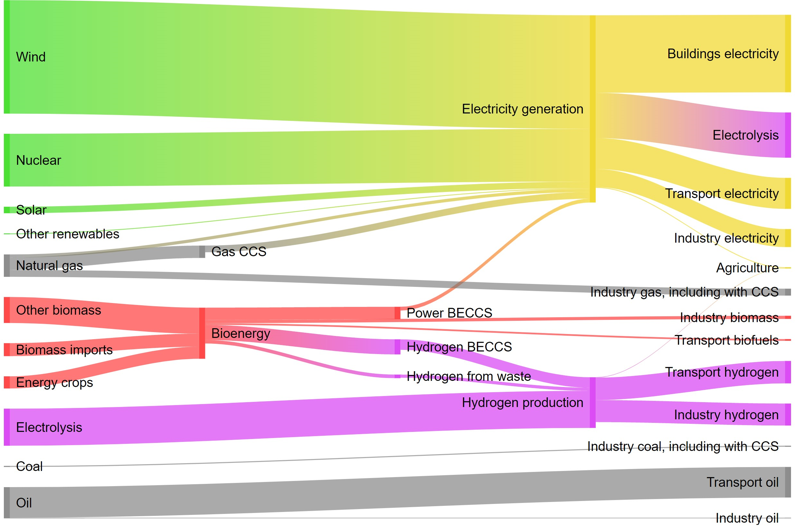 Wind
Buildings electricity
Electricity generation
Electrolysis
Nuclear
Transport electricity
Solar
Other renewables
Industry electricity
Gas CCS
Natural gas
Agriculture
Industry gas, including with CCS
Other biomass
Power BECCS
Industry biomass
Bioenergy
Transport biofuels
Biomass imports
Hydrogen BECCS
Transport hydrogen
Hydrogen from waste
Energy crops
Hydrogen production
Industry hydrogen
Electrolysis
Industry coal, including with CCS
Coal
Transport oil
Oil
Industry oil